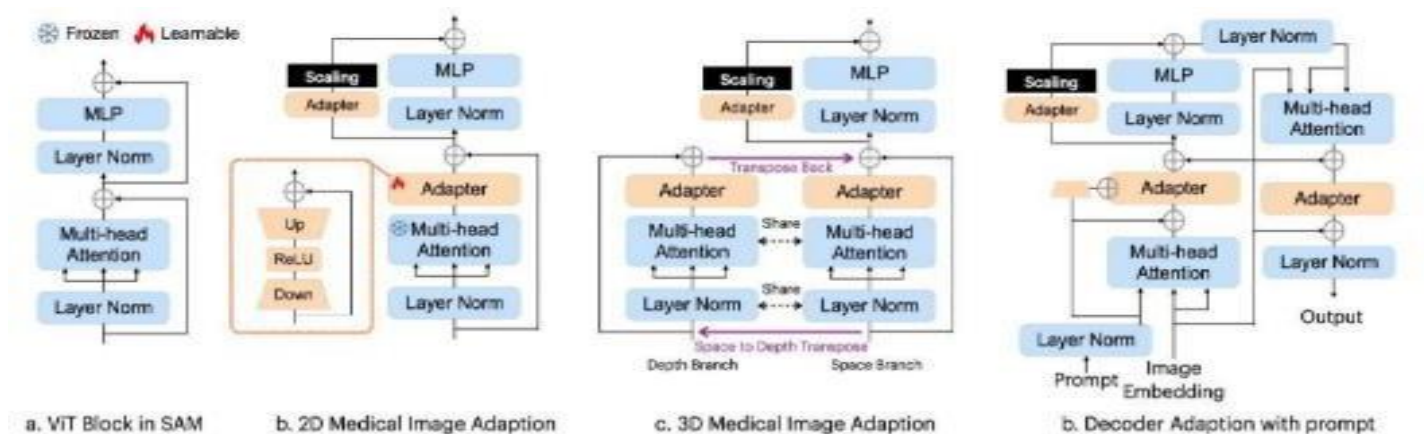 Frozen Learnable
MLP
Layer Norm
Multi-head
Attention
Layer Norm
a. ViT Block in SAM
Scaling
Adapter
MLP
Layer Norm
Adapter
Multi-head
Attention
Layer Norm
Up
ReLU
Down
b. 2D Medical Image Adaption
Scaling
Adapter
MLP
Layer Norm
Transpose Back
Adapter
Adapter
Multi-head
Attention
Share
Multi-head
Attention
Layer Norm
Share
Layer Norm
Space to Depth Transpose
Depth Branch
Space Branch
c. 3D Medical Image Adaption
Layer Norm
Scaling
Adapter
MLP
Layer Norm
Multi-head
Attention
Adapter
Adapter
Multi-head
Attention
Layer Norm
Output
Layer Norm
Prompt
Image
Embedding
b. Decoder Adaption with prompt